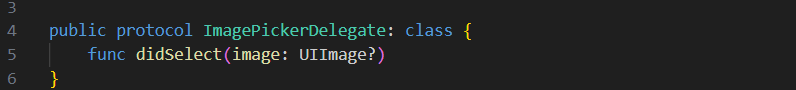 3
4 public protocol ImagePickerDelegate: class {
5 func didSelect(image: UIImage?)
6 }